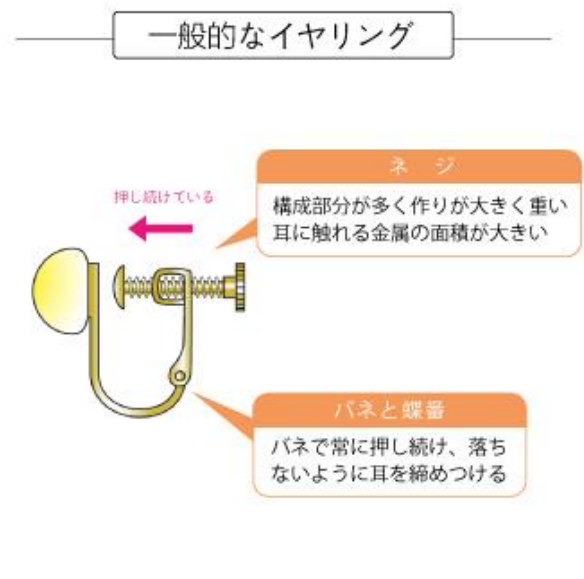 一般的なイヤリング
押し続けている
ネ ジ
構成部分が多く作りが大きく重い
耳に触れる金属の面積が大きい
バネと蝶番
バネで常に押し続け、落ち
ないように耳を締めつける